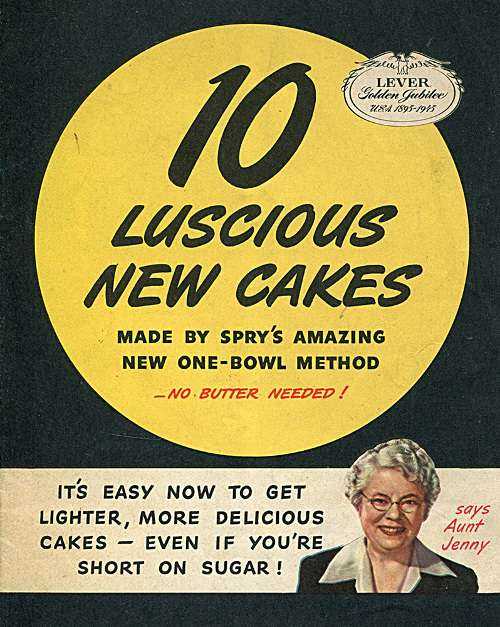 LEVER
Golden Jubilee
USA 1895-1945
10
LUSCIOUS
NEW CAKES
MADE BY SPRY'S AMAZING
NEW ONE-BOWL METHOD
—NO BUTTER NEEDED!
IT'S EASY NOW TO GET
LIGHTER, MORE DELICIOUS
CAKES — EVEN IF YOU'RE
SHORT ON SUGAR!
says
Aunt
Jenny